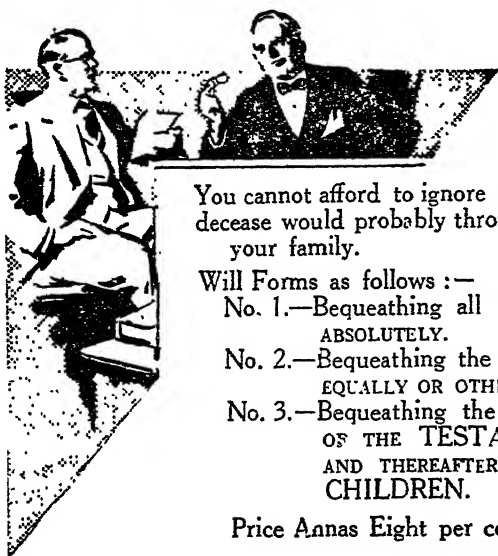 You cannot afford to ignore
decease would probably thro
your family.
Will Forms as follows :—
No. 1.—Bequeathing all
ABSOLUTELY.
No. 2.—Bequeathing the
EQUALLY OR OTH
No. 3.—Bequeathing the
OF THE TESTA
AND THEREAFTER
CHILDREN.
Price Annas Eight per co